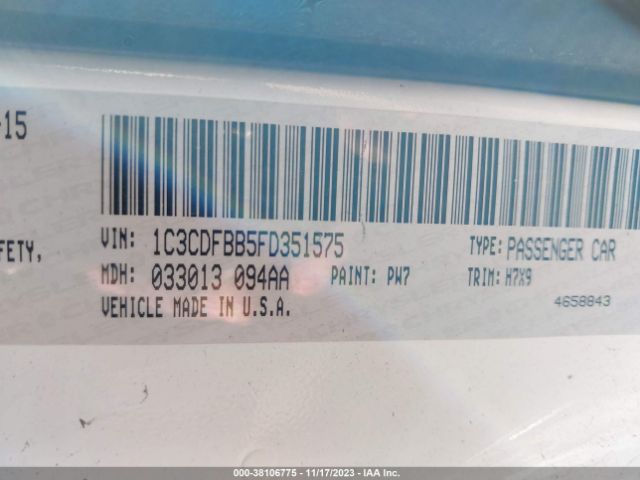 -15
FETY,
VIN: 1C3CDFBB5FD351575 TYPE: PASSENGER CAR
MDH: 033013 094AA PAINT: PW7 TRIM: H7X9
VEHICLE MADE IN U.S.A. 4658843
000-38106775 - 11/17/2023 - IAA Inc.